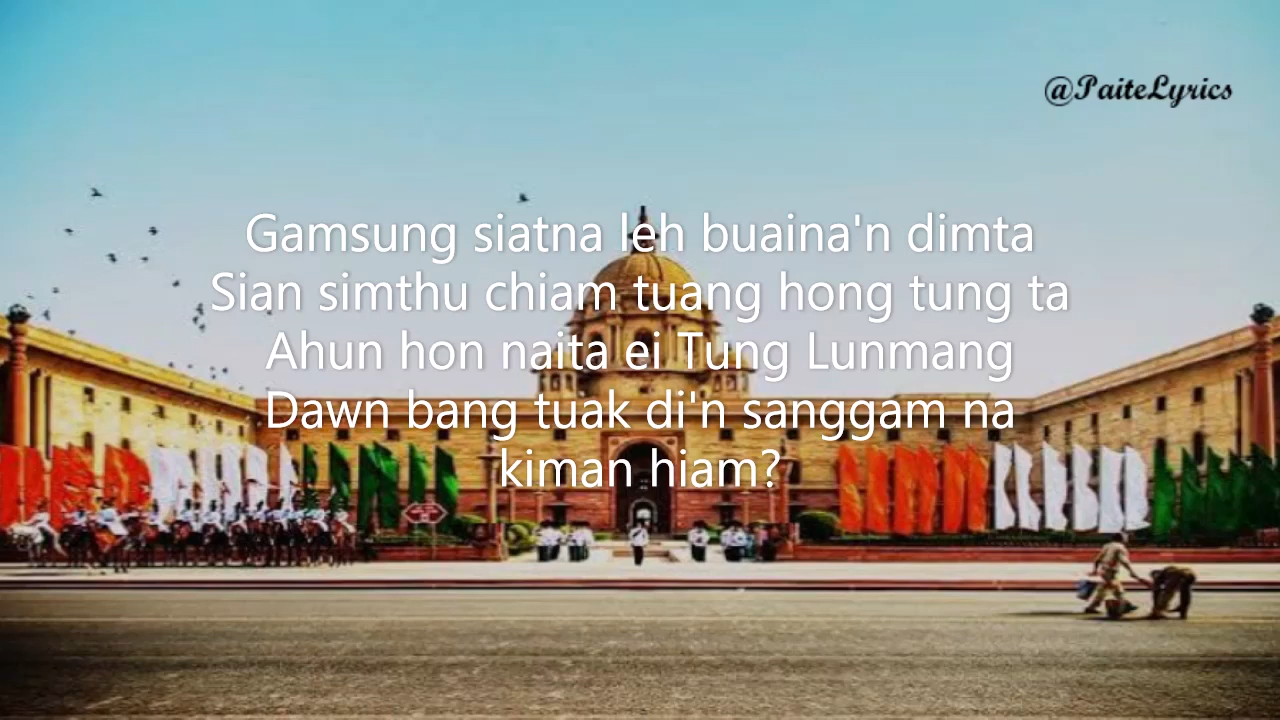 @PaiteLyrics
Gamsung siatna leh buaina'n dimta
Sian simthu chiam tuang hong tung ta
Ahun hon naita ei Tung Lunmang
Dawn bang tuak di'n sanggam na
kiman hiam?